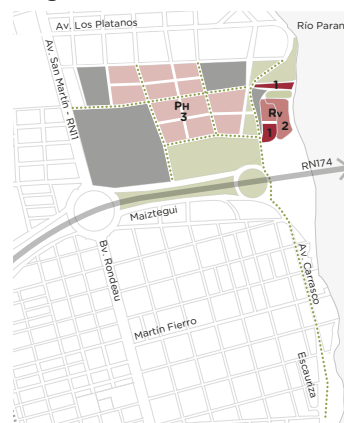 Av. Los Platanos
Río Paran
Av. San Martín - RN11
1
PH
3
RV
2
1
RN174
Maiztegui
Bv. Rondeau
Av. Carrasco
Martín Fierro
Escauriza